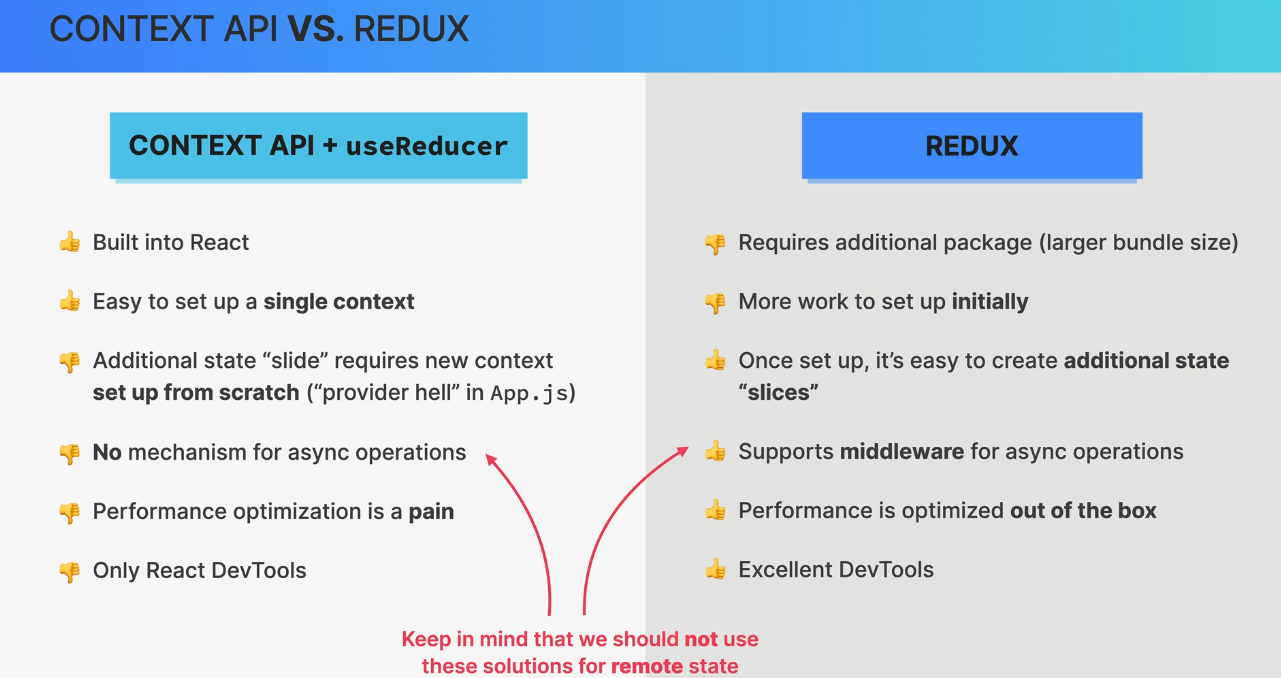 CONTEXT API VS. REDUX
CONTEXT API + useReducer
👍 Built into React
👍 Easy to set up a single context
👎 Additional state “slide” requires new context
set up from scratch (“provider hell” in App.js)
👎 No mechanism for async operations
👎 Performance optimization is a pain
👎 Only React DevTools
REDUX
👎 Requires additional package (larger bundle size)
👎 More work to set up initially
👍 Once set up, it’s easy to create additional state
“slices”
👍 Supports middleware for async operations
👍 Performance is optimized out of the box
👍 Excellent DevTools
Keep in mind that we should not use
these solutions for remote state